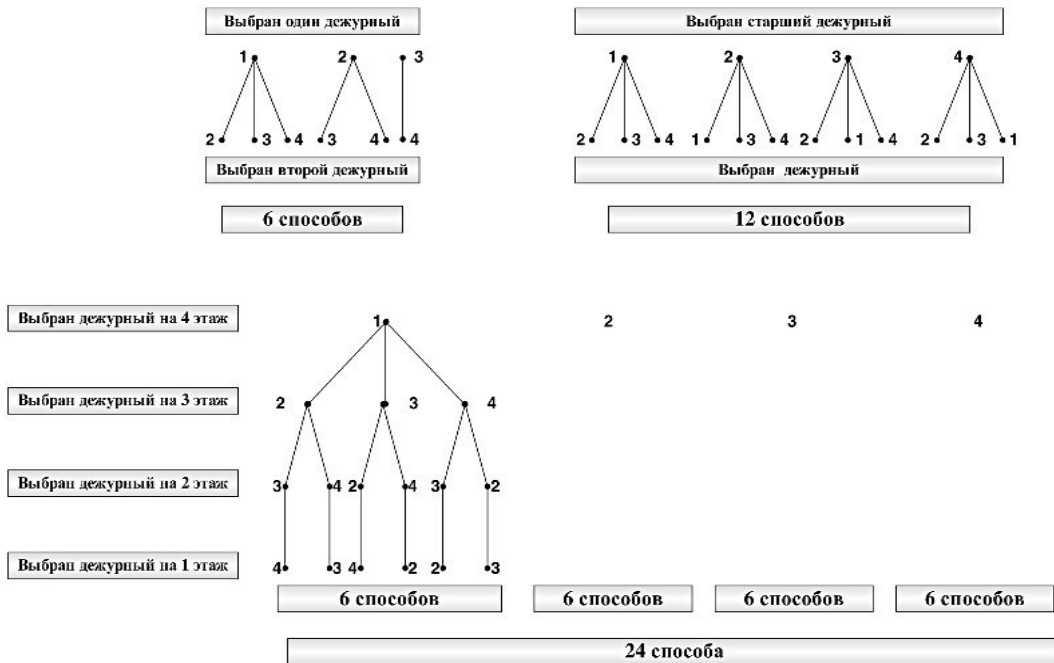 Выбран один дежурный
Выбран старший дежурный
1 2 3
1 2 3 4
2 3 4 3 4 4
2 3 4 1 3 4 2 1 4 2 3 1
Выбран второй дежурный
Выбран дежурный
6 способов
12 способов
Выбран дежурный на 4 этаж
1 2 3 4
Выбран дежурный на 3 этаж
2 3 4
Выбран дежурный на 2 этаж
3 4 2 4 3 2
Выбран дежурный на 1 этаж
4 3 4 2 2 3
6 способов
6 способов
6 способов
6 способов
24 способа